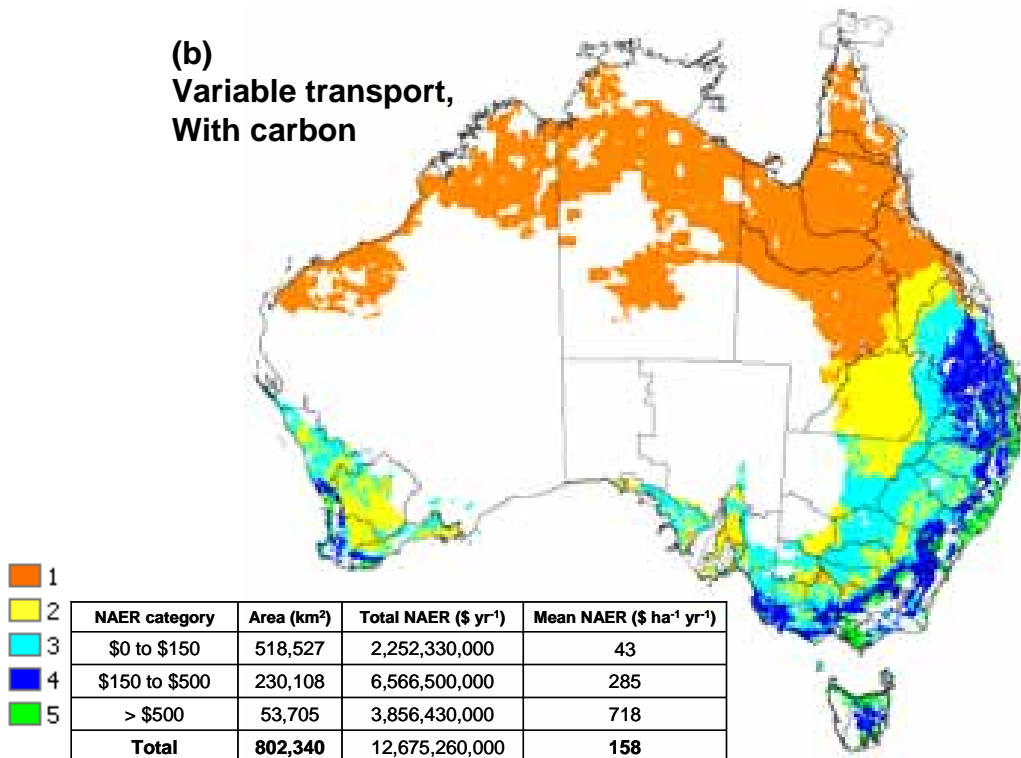 (b)
Variable transport,
With carbon
1
2
3
4
5
NAER category Area (km²) Total NAER ($ yr⁻¹) Mean NAER ($ ha⁻¹ yr⁻¹)
$0 to $150 518,527 2,252,330,000 43
$150 to $500 230,108 6,566,500,000 285
> $500 53,705 3,856,430,000 718
Total 802,340 12,675,260,000 158